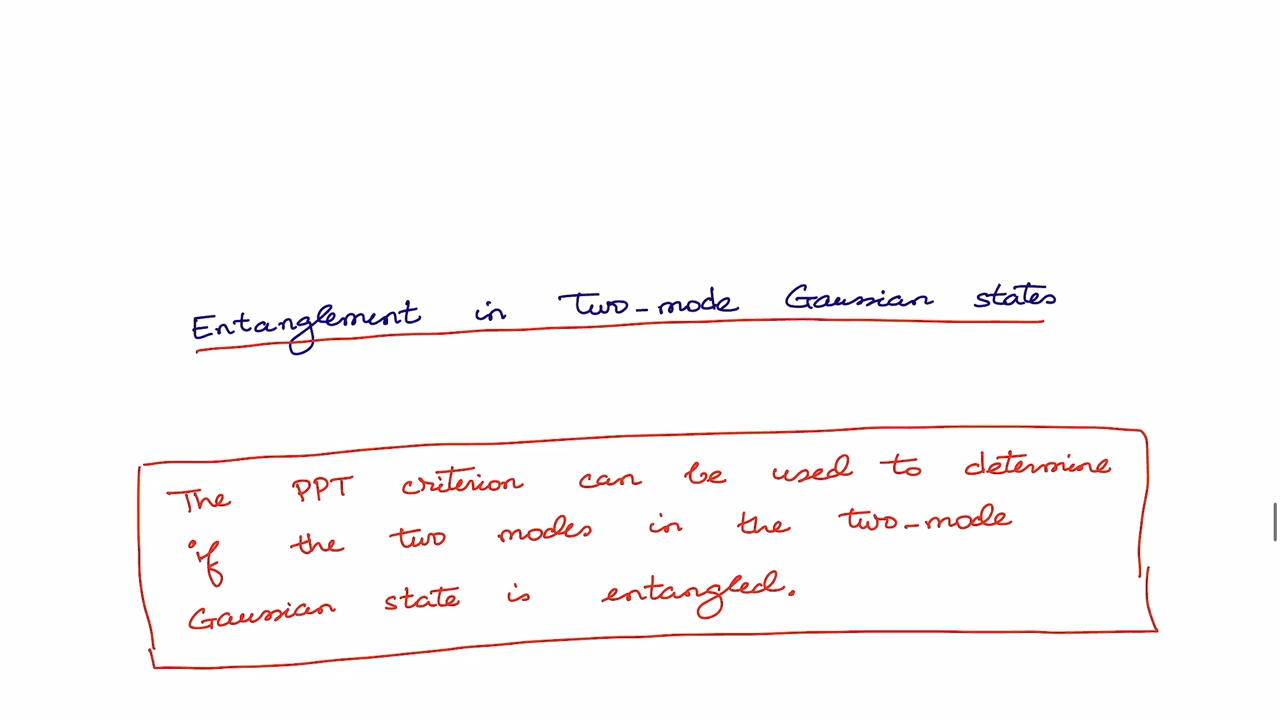 Entanglement in Two-mode Gaussian states
The PPT criterion can be used to determine
if the two modes in the two-mode
Gaussian state is entangled.